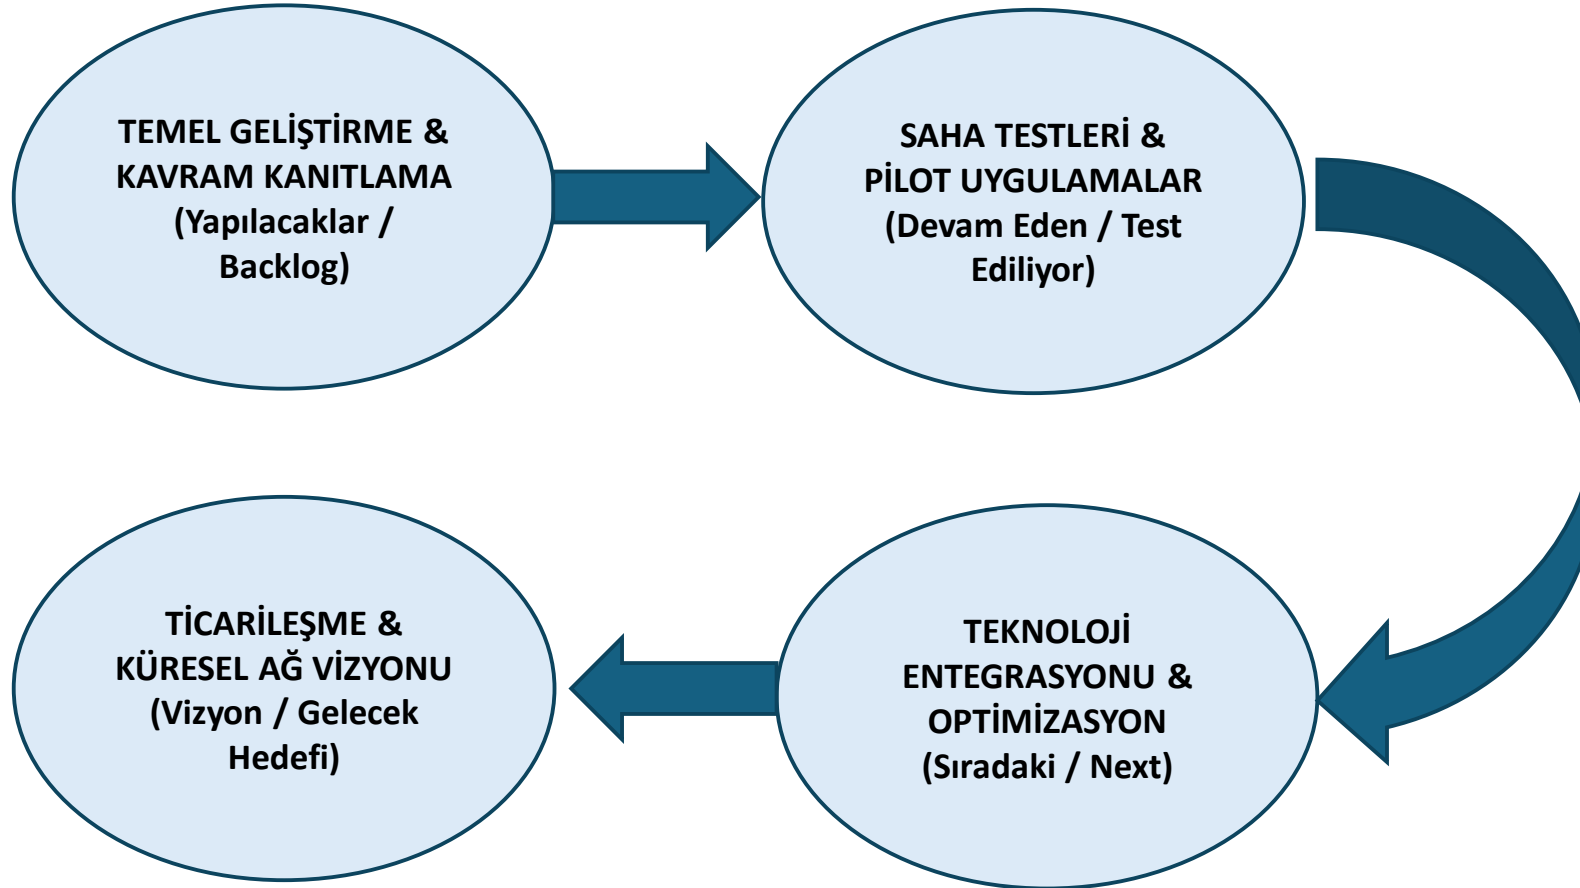 TEMEL GELİŞTİRME &
KAVRAM KANITLAMA
(Yapılacaklar /
Backlog)
SAHA TESTLERİ &
PİLOT UYGULAMALAR
(Devam Eden / Test
Ediliyor)
TEKNOLOJİ
ENTEGRASYONU &
OPTİMİZASYON
(Sıradaki / Next)
TİCARİLEŞME &
KÜRESEL AĞ VİZYONU
(Vizyon / Gelecek
Hedefi)